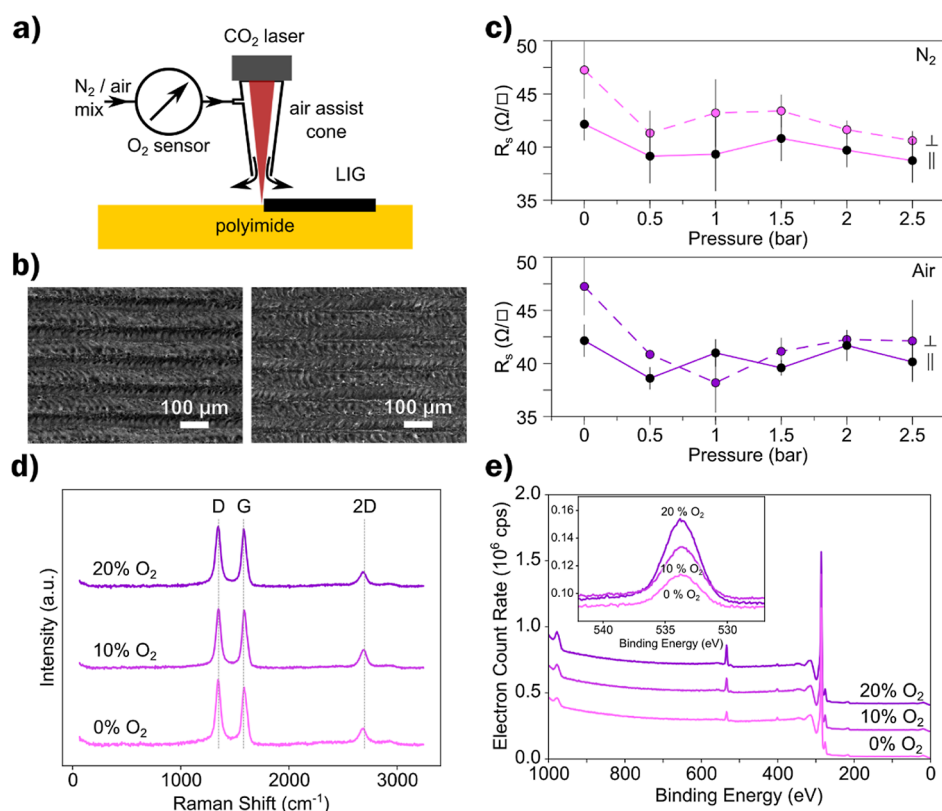 a)
CO₂ laser
N₂ / air
mix
O₂ sensor
air assist
cone
LIG
polyimide
b)
100 µm
100 µm
c)
50
45
40
35
Rₛ (Ω/□)
N₂
⊥
||
0
0.5
1
1.5
2
2.5
Pressure (bar)
50
45
40
35
Rₛ (Ω/□)
Air
⊥
||
0
0.5
1
1.5
2
2.5
Pressure (bar)
d)
D
G
2D
20% O₂
10% O₂
0% O₂
Intensity (a.u.)
0
1000
2000
3000
Raman Shift (cm⁻¹)
e)
2.0
1.5
1.0
0.5
0.0
Electron Count Rate (10⁶ cps)
0.16
0.14
0.12
0.10
20 % O₂
10 % O₂
0 % O₂
542
538
534
530
Binding Energy (eV)
20% O₂
10% O₂
0% O₂
1000
800
600
400
200
0
Binding Energy (eV)